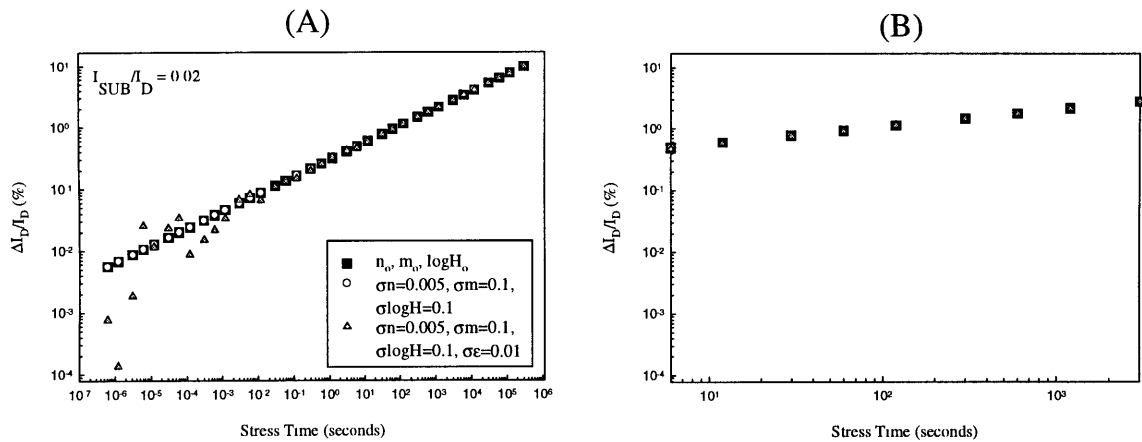 (A)
I_SUB/I_D = 0 02
10^1
10^0
10^-1
10^-2
10^-3
10^-4
ΔI_D/I_D (%)
n_o, m_o, logH_o
σn=0.005, σm=0.1,
σlogH=0.1
σn=0.005, σm=0.1,
σlogH=0.1, σε=0.01
10^-7 10^-6 10^-5 10^-4 10^-3 10^-2 10^-1 10^0 10^1 10^2 10^3 10^4 10^5 10^6
Stress Time (seconds)
(B)
10^1
10^0
10^-1
10^-2
10^-3
10^-4
ΔI_D/I_D (%)
10^1 10^2 10^3
Stress Time (seconds)